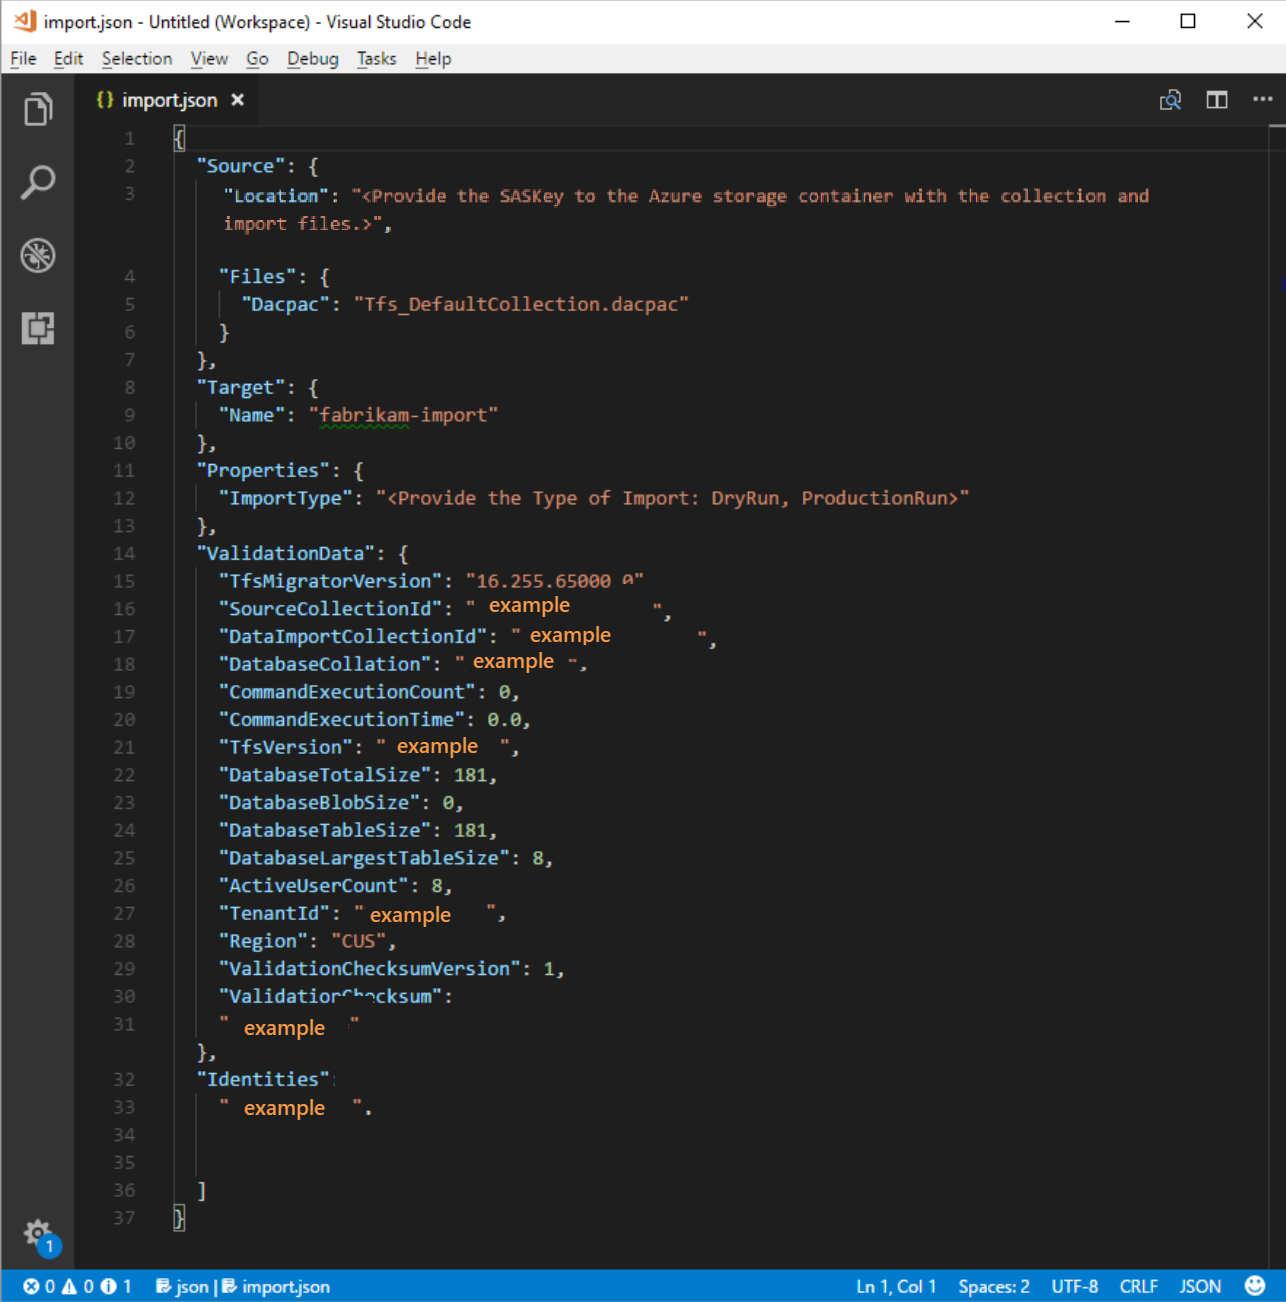 import.json - Untitled (Workspace) - Visual Studio Code
File Edit Selection View Go Debug Tasks Help
{} import.json ×
1 {
2 "Source": {
3 "Location": "<Provide the SASKey to the Azure storage container with the collection and
import files.>",
4 "Files": {
5 "Dacpac": "Tfs_DefaultCollection.dacpac"
6 }
7 },
8 "Target": {
9 "Name": "fabrikam-import"
10 },
11 "Properties": {
12 "ImportType": "<Provide the Type of Import: DryRun, ProductionRun>"
13 },
14 "ValidationData": {
15 "TfsMigratorVersion": "16.255.65000 0"
16 "SourceCollectionId": " example ",
17 "DataImportCollectionId": " example ",
18 "DatabaseCollation": " example ",
19 "CommandExecutionCount": 0,
20 "CommandExecutionTime": 0.0,
21 "TfsVersion": " example ",
22 "DatabaseTotalSize": 181,
23 "DatabaseBlobSize": 0,
24 "DatabaseTableSize": 181,
25 "DatabaseLargestTableSize": 8,
26 "ActiveUserCount": 8,
27 "TenantId": " example ",
28 "Region": "CUS",
29 "ValidationChecksumVersion": 1,
30 "ValidationChecksum":
31 " example "
},
32 "Identities":
33 " example ".
34
35
36 ]
37 }
1
0 0 1 json | import.json Ln 1, Col 1 Spaces: 2 UTF-8 CRLF JSON